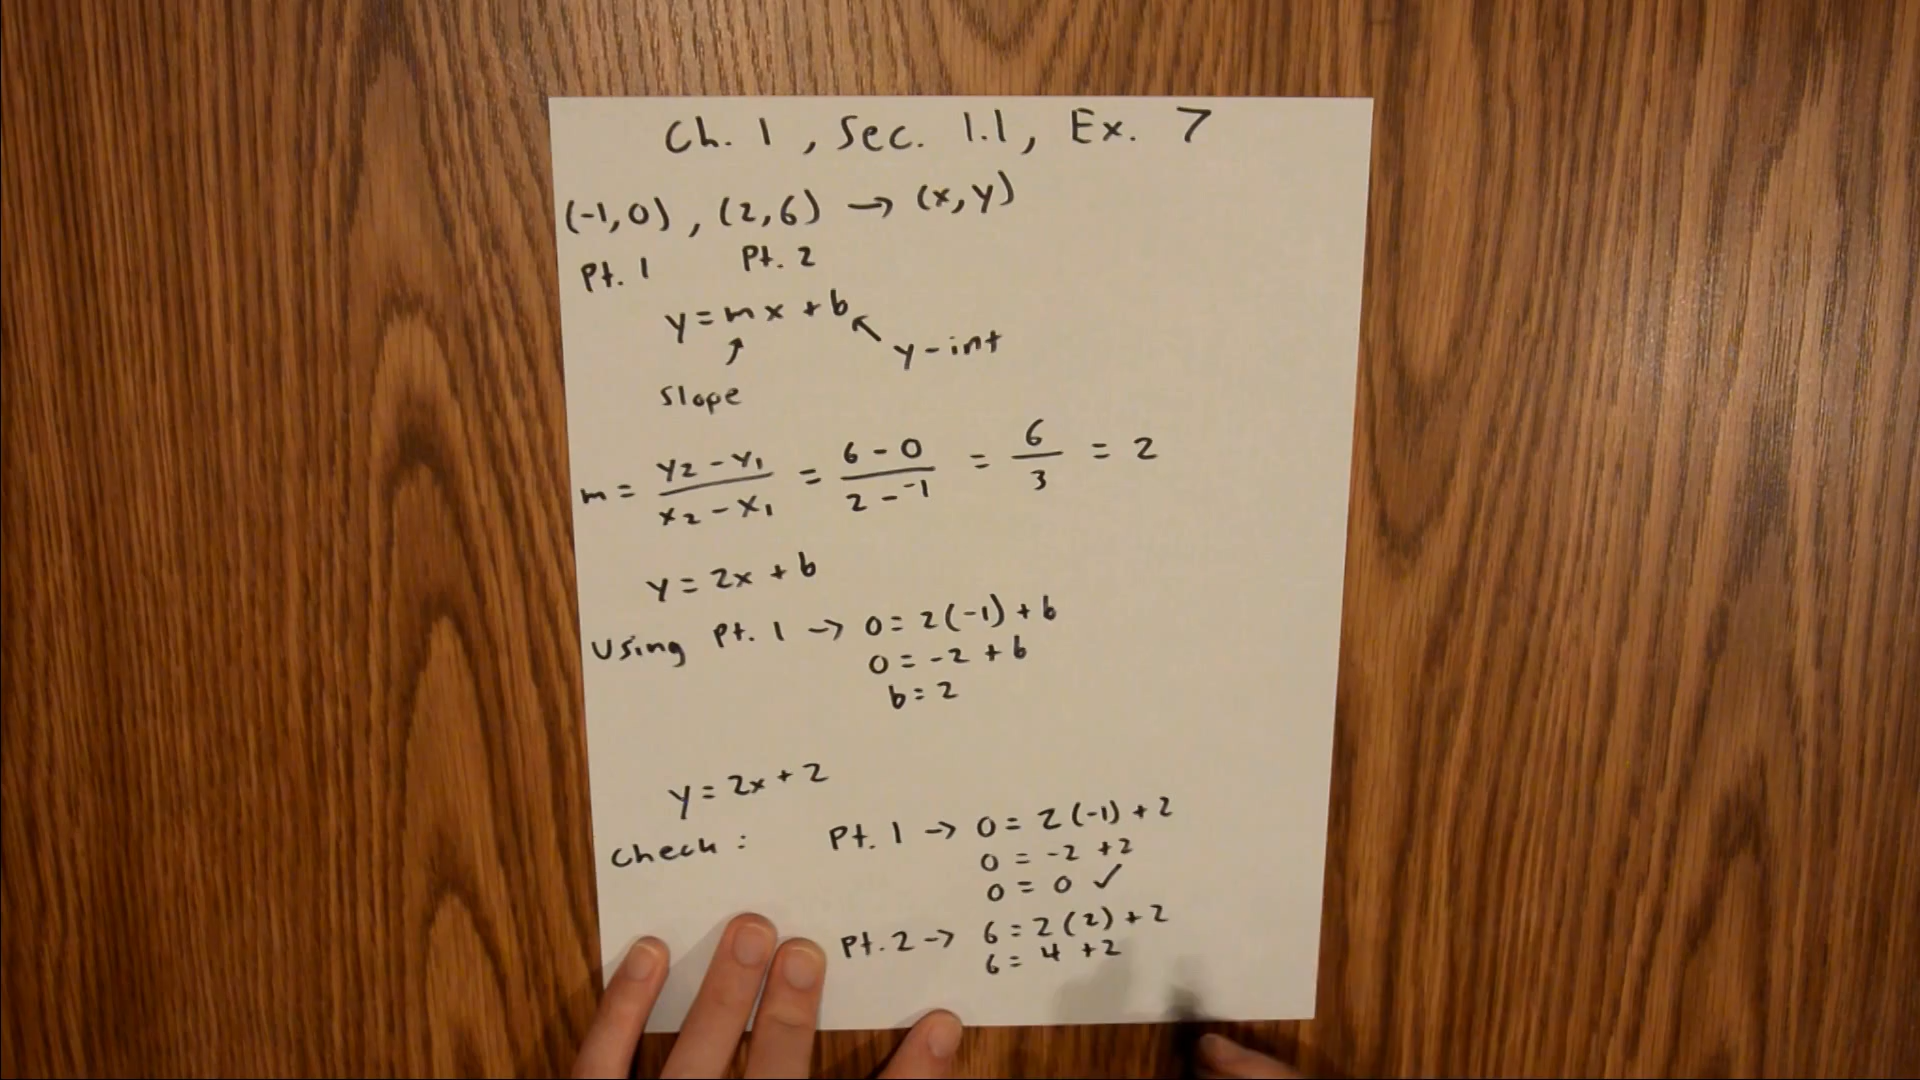 Ch. 1, Sec. 1.1, Ex. 7
(-1,0), (2,6) → (x,y)
Pt. 1 Pt. 2
y = mx + b
y-int
slope
m = (y₂ - y₁)/(x₂ - x₁) = (6 - 0)/(2 - -1) = 6/3 = 2
y = 2x + b
Using Pt. 1 → 0 = 2(-1) + b
0 = -2 + b
b = 2
y = 2x + 2
Check: Pt. 1 → 0 = 2(-1) + 2
0 = -2 + 2
0 = 0 ✓
Pt. 2 → 6 = 2(2) + 2
6 = 4 + 2